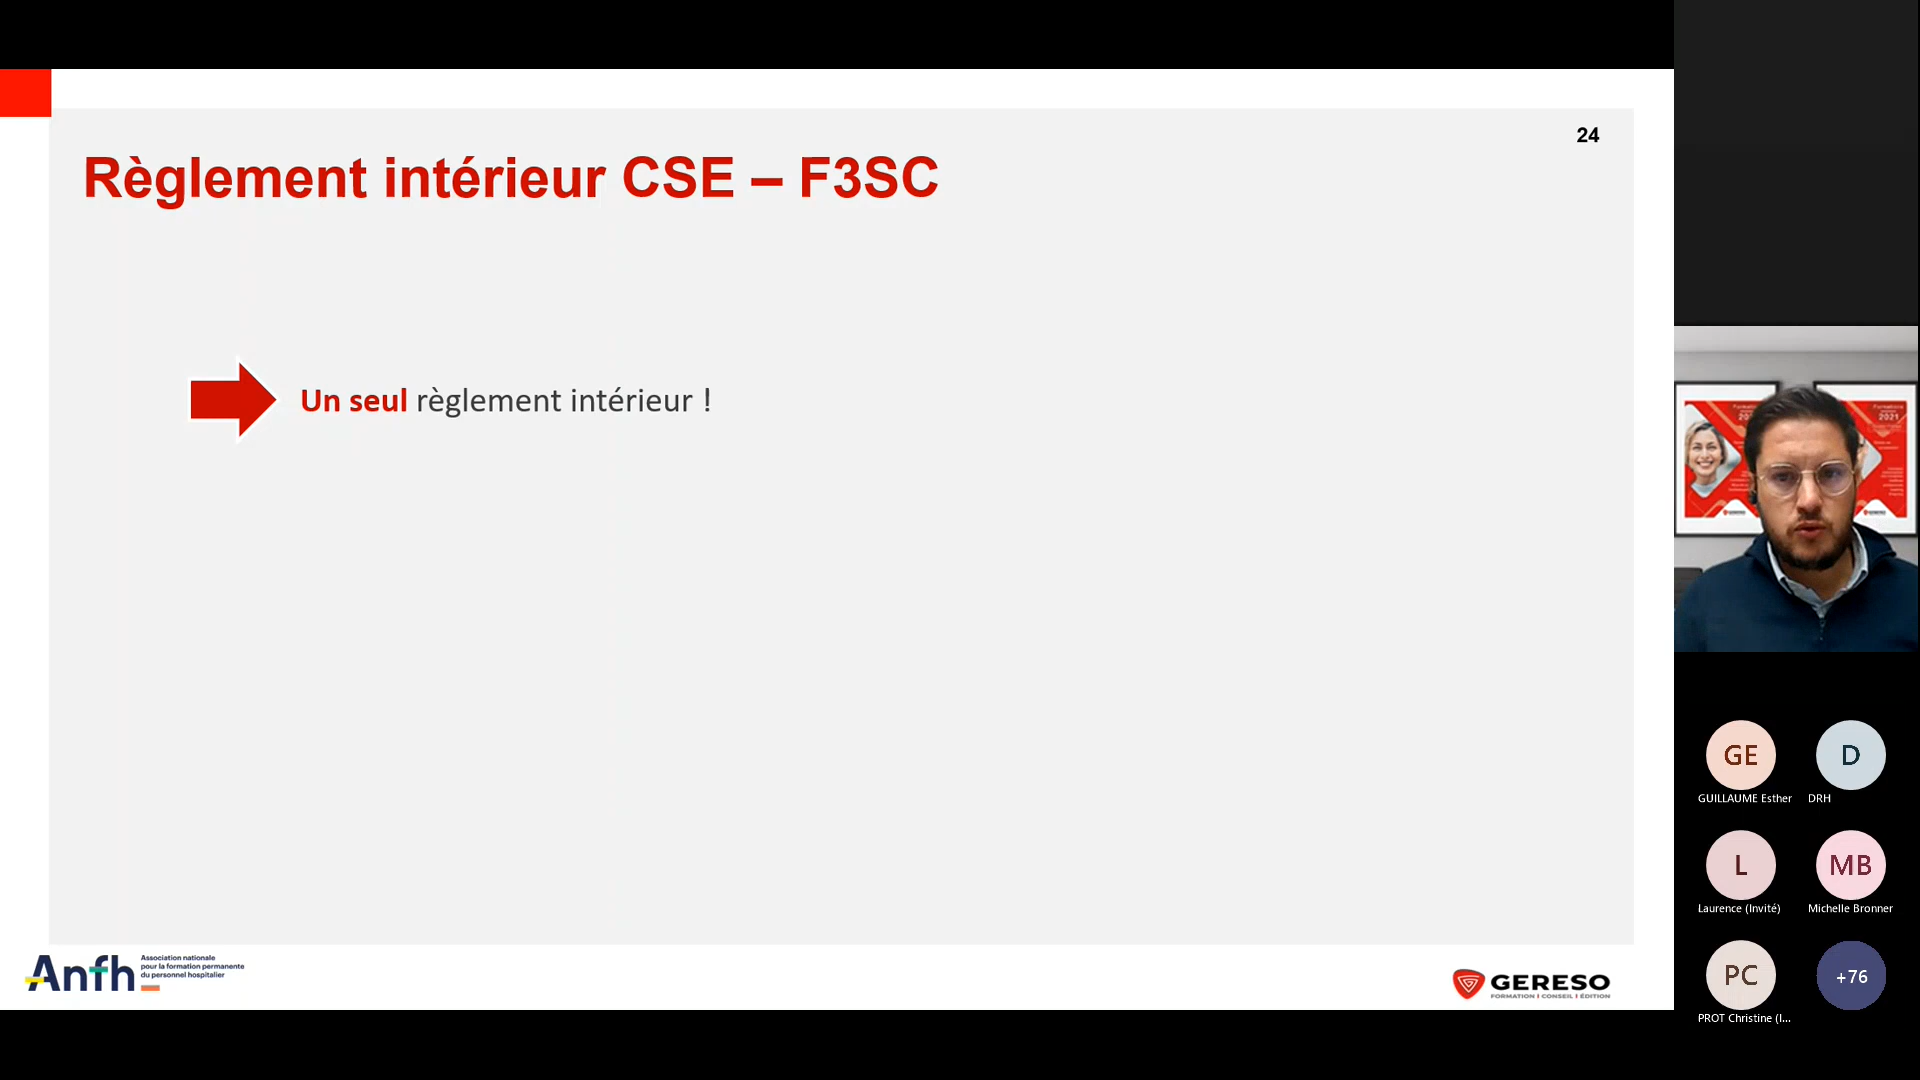 24
Règlement intérieur CSE – F3SC
Un seul règlement intérieur !
Anfh
Association nationale
pour la formation permanente
du personnel hospitalier
GERESO
FORMATION I CONSEIL I ÉDITION
2021
GE
GUILLAUME Esther
D
DRH
L
Laurence (Invité)
MB
Michelle Bronner
PC
PROT Christine (I...
+76